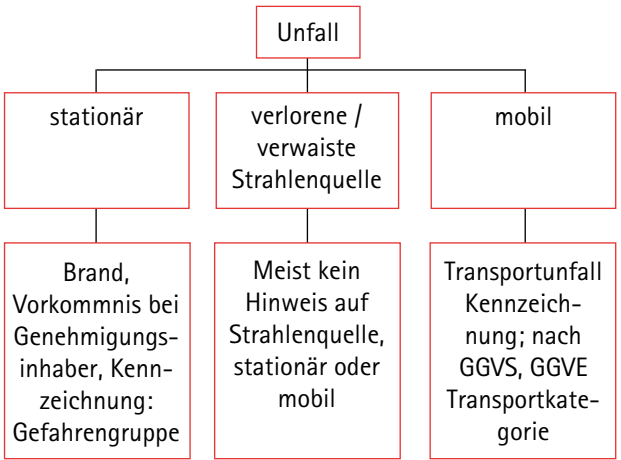 Unfall
stationär
verlorene /
verwaiste
Strahlenquelle
mobil
Brand,
Vorkommnis bei
Genehmigungs-
inhaber, Kenn-
zeichnung:
Gefahrengruppe
Meist kein
Hinweis auf
Strahlenquelle,
stationär oder
mobil
Transportunfall
Kennzeich-
nung; nach
GGVS, GGVE
Transportkate-
gorie